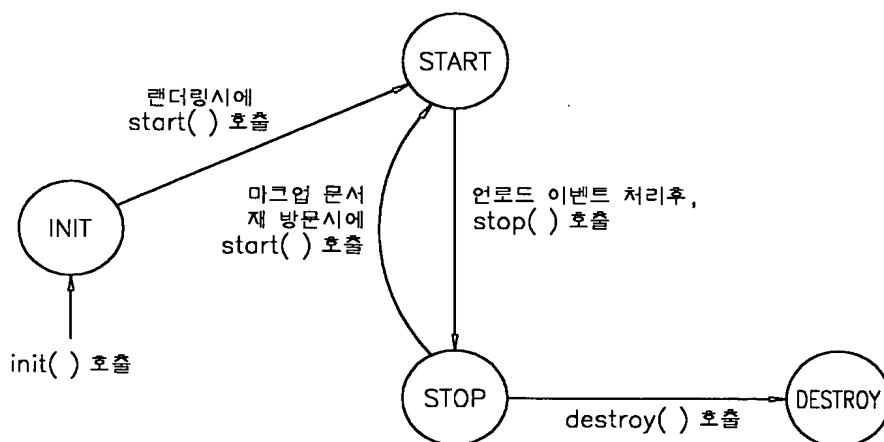 START
랜더링시에
start( ) 호출
마크업 문서
재 방문시에
start( ) 호출
언로드 이벤트 처리후,
stop( ) 호출
INIT
init( ) 호출
STOP
destroy( ) 호출
DESTROY